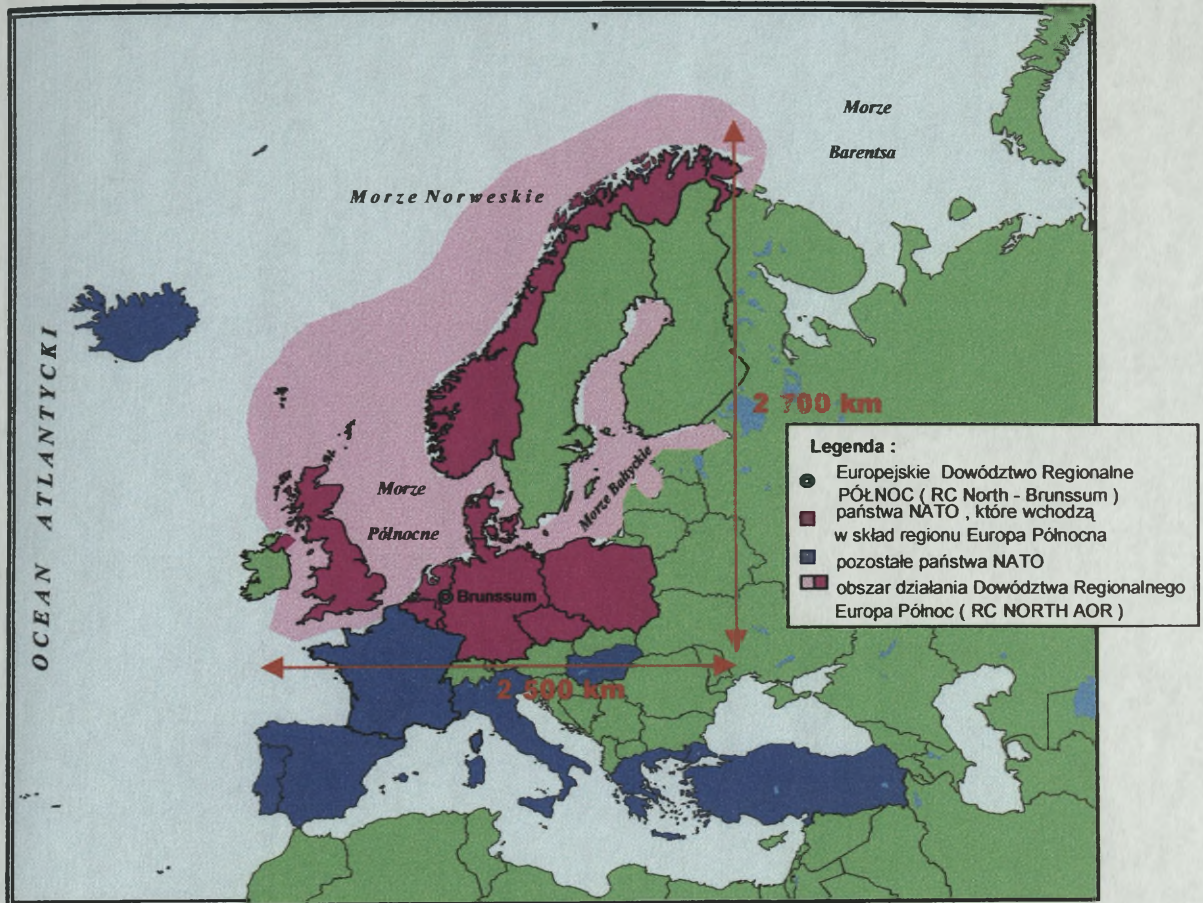 Morze
Barentsa
Morze Norweskie
OCEAN ATLANTYCKI
2 700 km
Morze
Północne
Morze Bałtyckie
Brunssum
2 500 km
Legenda :
Europejskie Dowództwo Regionalne
PÓŁNOC ( RC North - Brunssum )
państwa NATO , które wchodzą
w skład regionu Europa Północna
pozostałe państwa NATO
obszar działania Dowództwa Regionalnego
Europa Północ ( RC NORTH AOR )